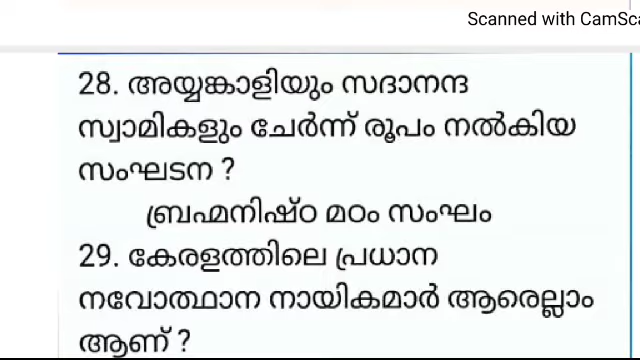 Scanned with CamSca
28. അയ്യങ്കാളിയും സദാനന്ദ
സ്വാമികളും ചേർന്ന് രൂപം നൽകിയ
സംഘടന ?
ബ്രഹ്മനിഷ്ഠ മഠം സംഘം
29. കേരളത്തിലെ പ്രധാന
നവോത്ഥാന നായികമാർ ആരെല്ലാം
ആണ് ?